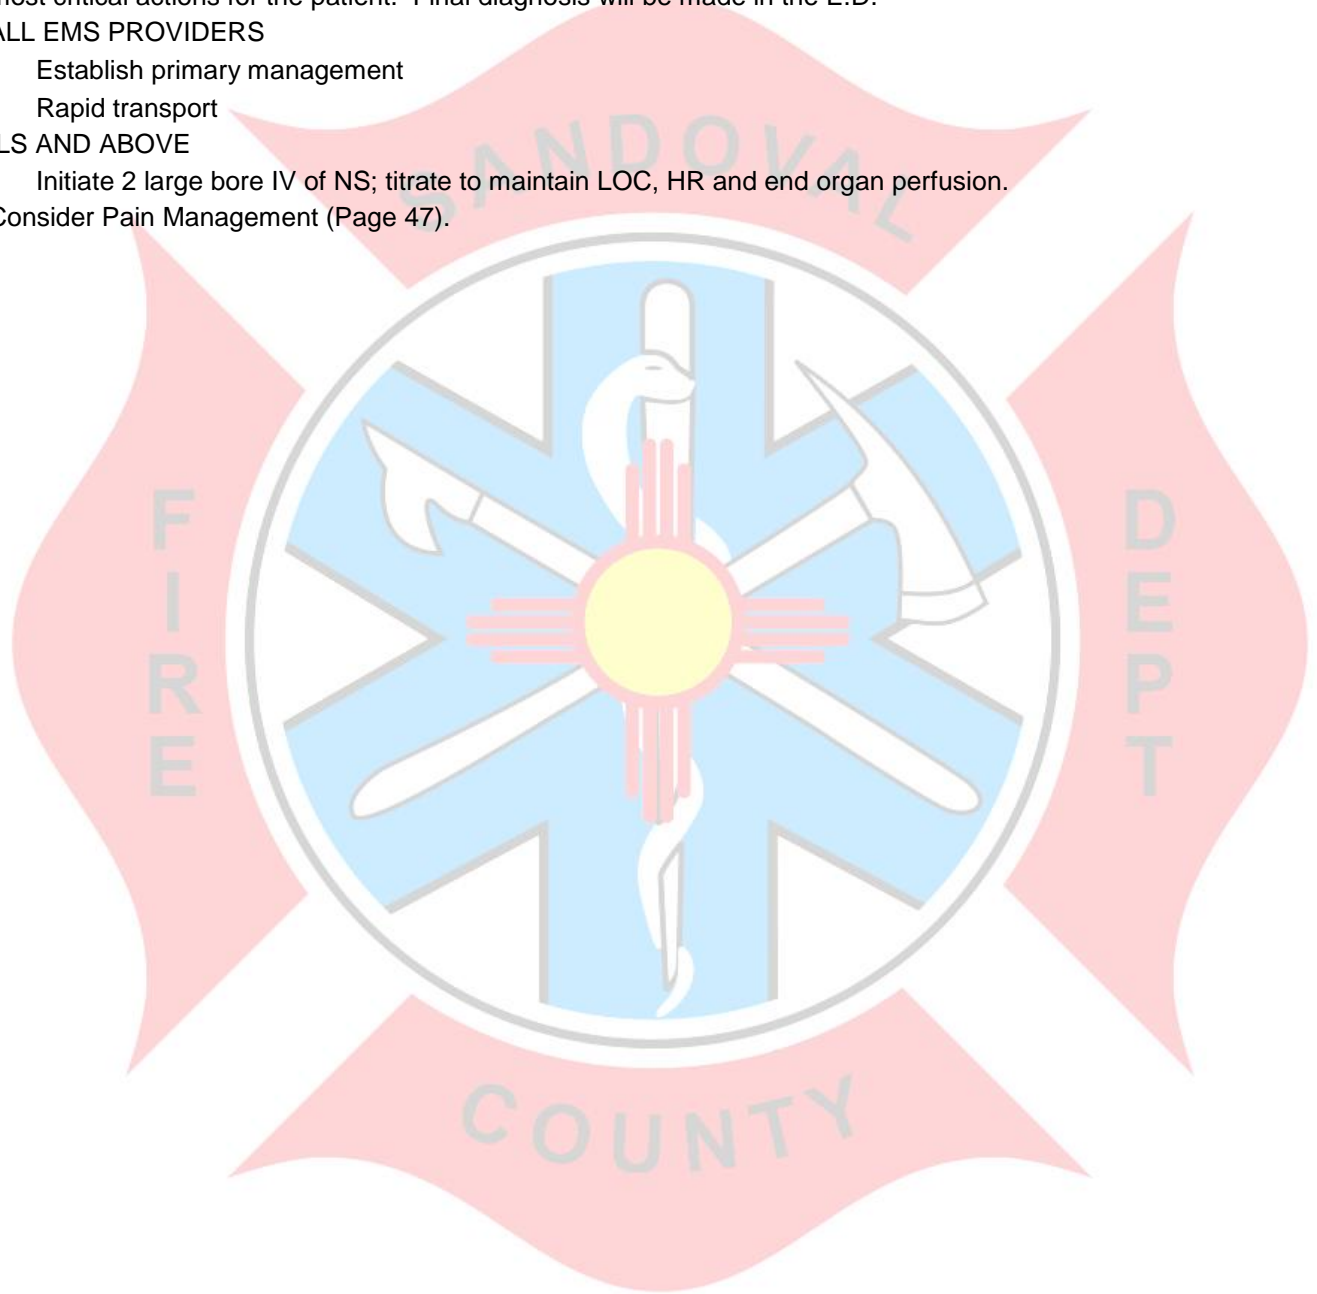 most critical actions for the patient.  Final diagnosis will be made in the E.D.
ALL EMS PROVIDERS
Establish primary management
Rapid transport
LS AND ABOVE
Initiate 2 large bore IV of NS; titrate to maintain LOC, HR and end organ perfusion.
Consider Pain Management (Page 47).
SANDOVAL
FIRE
DEPT
COUNTY